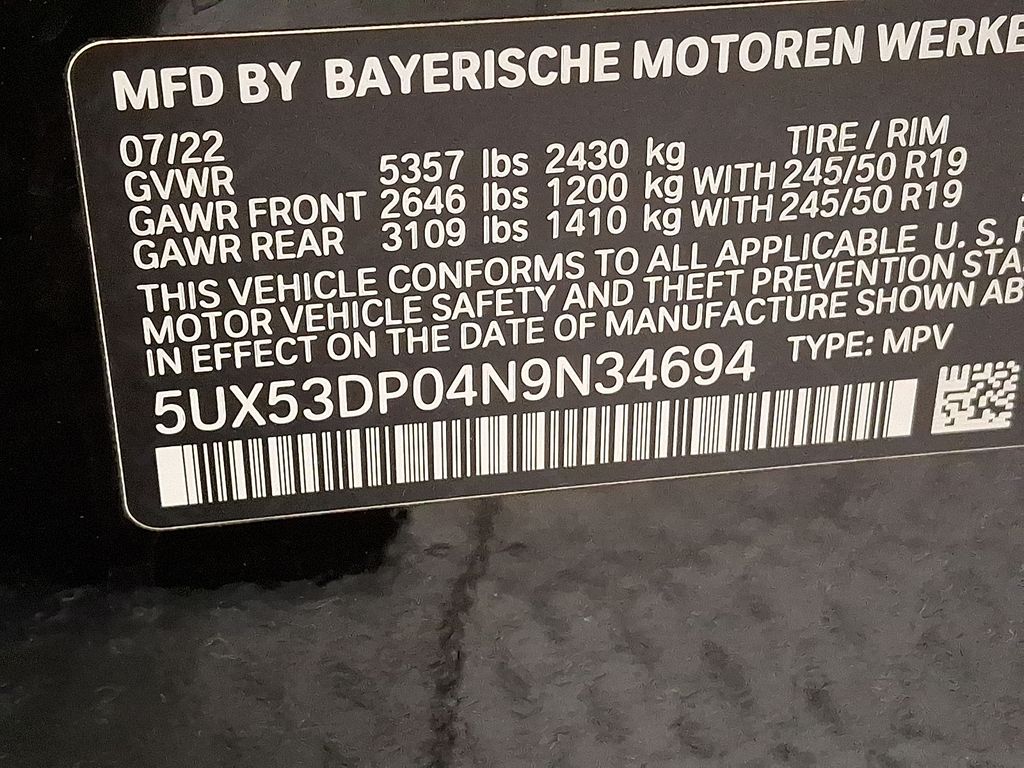 MFD BY BAYERISCHE MOTOREN WERKE
07/22 TIRE / RIM
GVWR 5357 lbs 2430 kg
GAWR FRONT 2646 lbs 1200 kg WITH 245/50 R19
GAWR REAR 3109 lbs 1410 kg WITH 245/50 R19
THIS VEHICLE CONFORMS TO ALL APPLICABLE U. S.
MOTOR VEHICLE SAFETY AND THEFT PREVENTION STA
IN EFFECT ON THE DATE OF MANUFACTURE SHOWN AB
5UX53DP04N9N34694 TYPE: MPV